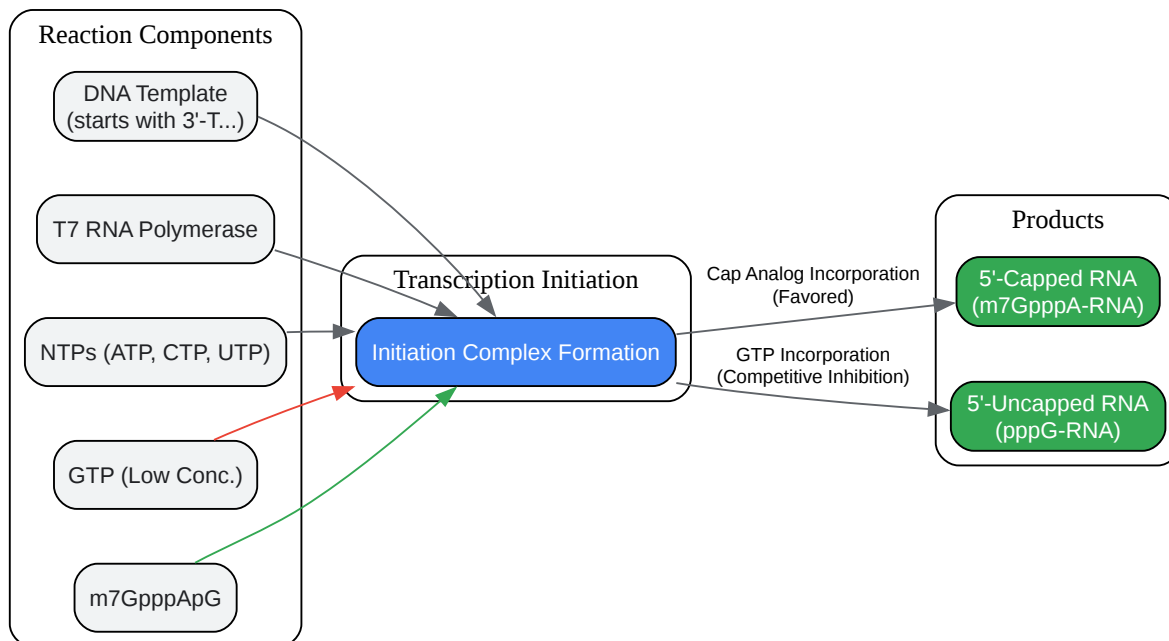 Reaction Components
DNA Template
(starts with 3'-T...)
T7 RNA Polymerase
NTPs (ATP, CTP, UTP)
GTP (Low Conc.)
m7GpppApG
Transcription Initiation
Initiation Complex Formation
Cap Analog Incorporation
(Favored)
GTP Incorporation
(Competitive Inhibition)
Products
5'-Capped RNA
(m7GpppA-RNA)
5'-Uncapped RNA
(pppG-RNA)